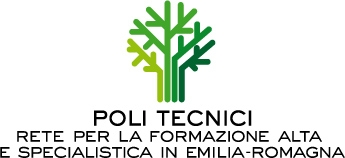 POLI TECNICI
RETE PER LA FORMAZIONE ALTA
E SPECIALISTICA IN EMILIA-ROMAGNA